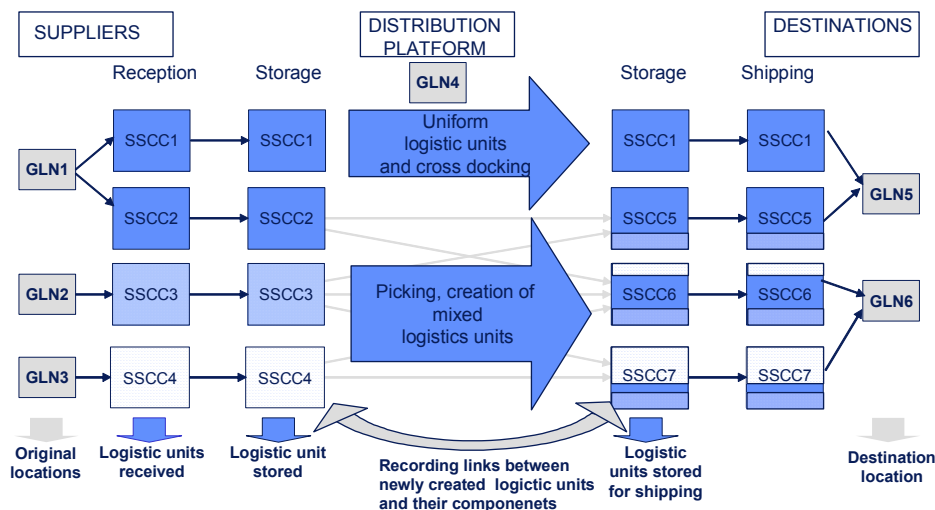 SUPPLIERS
DISTRIBUTION
PLATFORM
DESTINATIONS
Reception
Storage
GLN4
Storage
Shipping
SSCC1
SSCC1
Uniform
logistic units
and cross docking
SSCC1
SSCC1
GLN1
GLN5
SSCC2
SSCC2
SSCC5
SSCC5
GLN2
SSCC3
SSCC3
Picking, creation of
mixed
logistics units
SSCC6
SSCC6
GLN6
GLN3
SSCC4
SSCC4
SSCC7
SSCC7
Original
locations
Logistic units
received
Logistic unit
stored
Recording links between
newly created logictic units
and their componenets
Logistic
units stored
for shipping
Destination
location